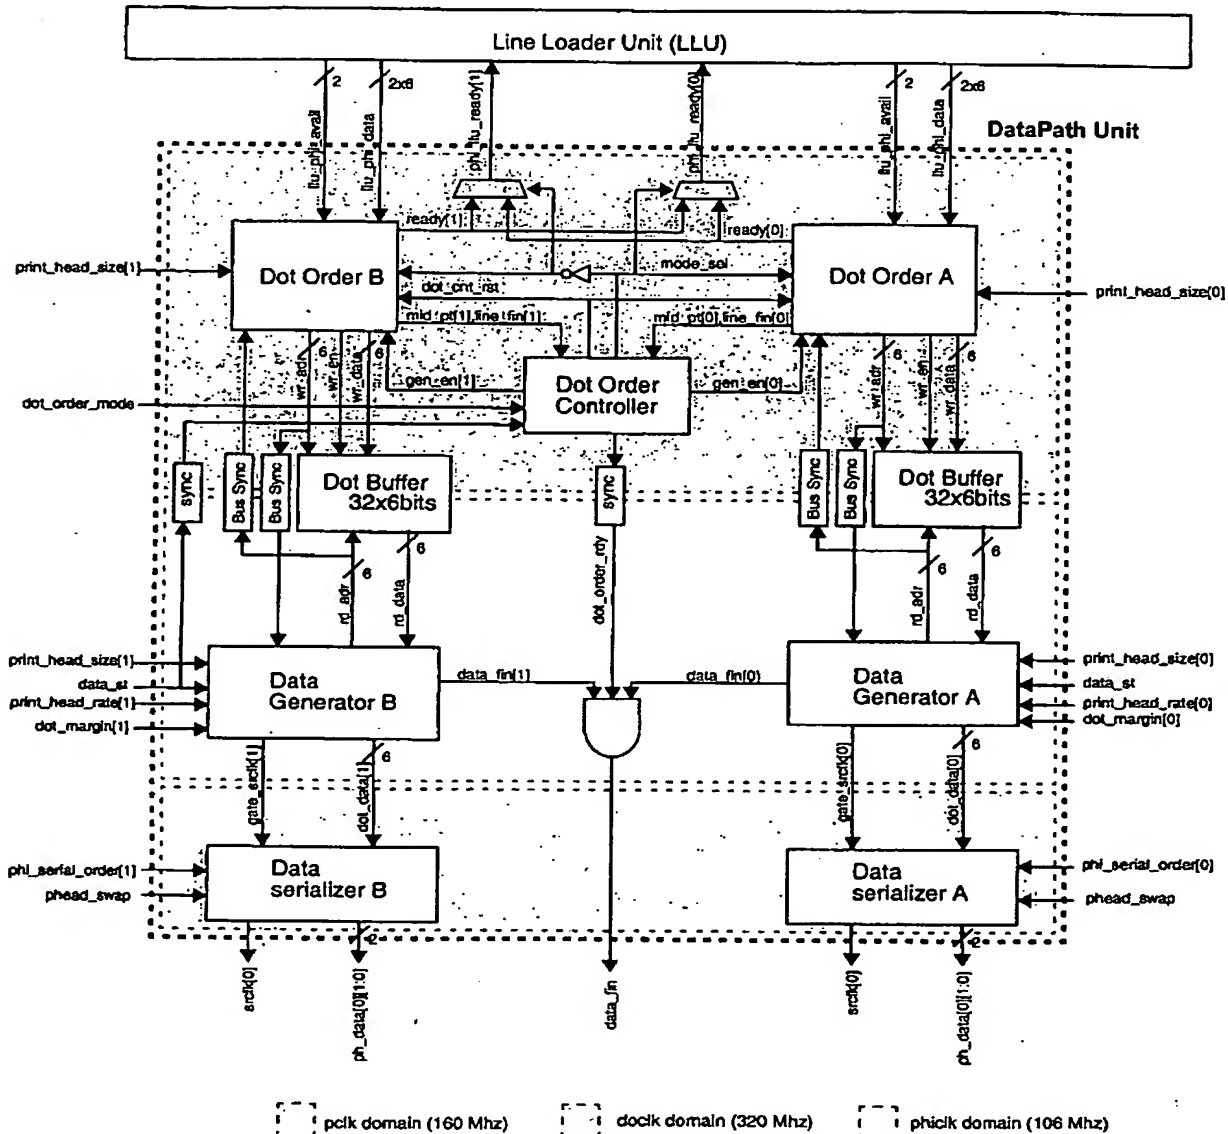 Line Loader Unit (LLU)
2
2x6
2
2x6
llu_phi_avail
llu_phi_data
phi_llu_ready[1]
phi_llu_ready[0]
llu_phi_avail
llu_phi_data
DataPath Unit
ready[1]
ready[0]
print_head_size[1]
Dot Order B
mode_sel
Dot Order A
print_head_size[0]
dot_cnt_rst
mid_pt[1],line_fin[1]
mid_pt[0],line_fin[0]
6
6
6
6
wr_adr
wr_en
wr_data
gen_en[1]
Dot Order
Controller
gen_en[0]
wr_adr
wr_en
wr_data
dot_order_mode
sync
Bus Sync
Bus Sync
Dot Buffer
32x6bits
sync
Bus Sync
Bus Sync
Dot Buffer
32x6bits
6
6
6
6
rd_adr
rd_data
dot_order_rdy
rd_adr
rd_data
print_head_size[1]
data_st
print_head_rate[1]
dot_margin[1]
Data
Generator B
data_fin[1]
data_fin[0]
Data
Generator A
print_head_size[0]
data_st
print_head_rate[0]
dot_margin[0]
6
6
gate_srclk[1]
dot_data[1]
gate_srclk[0]
dot_data[0]
phi_serial_order[1]
phead_swap
Data
serializer B
Data
serializer A
phi_serial_order[0]
phead_swap
2
2
srclk[0]
ph_data[0][1:0]
data_fin
srclk[0]
ph_data[0][1:0]
pclk domain (160 Mhz)
doclk domain (320 Mhz)
phiclk domain (106 Mhz)